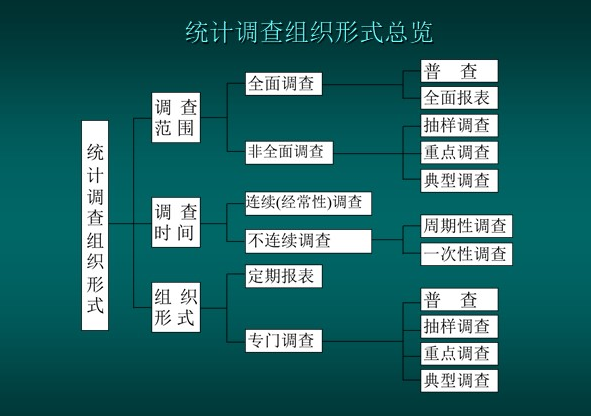 统计调查组织形式总览
统计调查组织形式
调 查
范 围
全面调查
普 查
全面报表
非全面调查
抽样调查
重点调查
典型调查
调 查
时 间
连续(经常性)调查
不连续调查
周期性调查
一次性调查
组 织
形 式
定期报表
专门调查
普 查
抽样调查
重点调查
典型调查